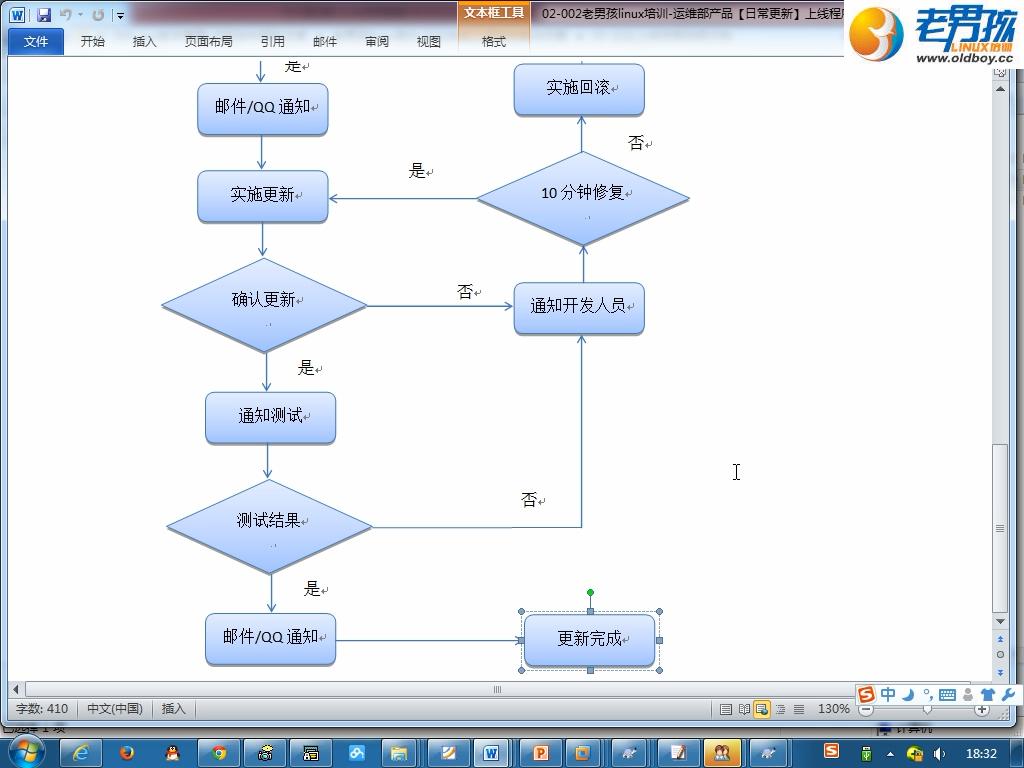 文本框工具
02-002老男孩linux培训-运维部产品【日常更新】上线程
老男孩
LINUX培训
www.oldboy.cc
文件 开始 插入 页面布局 引用 邮件 审阅 视图 格式
是
邮件/QQ 通知
实施回滚
否
是
实施更新
10 分钟修复
确认更新
否
通知开发人员
是
通知测试
测试结果
否
是
邮件/QQ 通知
更新完成
中
字数: 410 中文(中国) 插入 130%
18:32